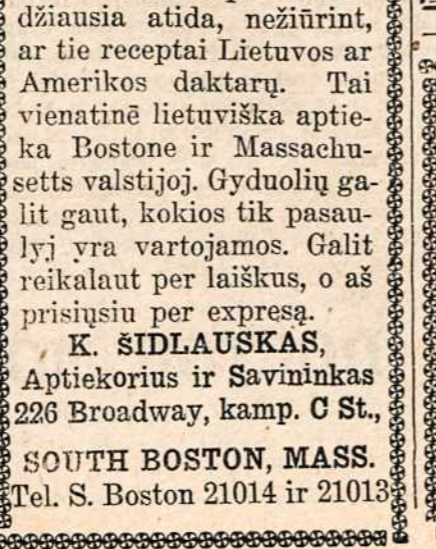 džiausia atida, nežiūrint,
ar tie receptai Lietuvos ar
Amerikos daktarų. Tai
vienatinė lietuviška aptie-
ka Bostone ir Massachu-
setts valstijoj. Gyduolių ga-
lit gaut, kokios tik pasau-
lyj yra vartojamos. Galit
reikalaut per laiškus, o aš
prisiųsiu per expresą.
K. ŠIDLAUSKAS,
Aptiekorius ir Savininkas
226 Broadway, kamp. C St.,
SOUTH BOSTON, MASS.
Tel. S. Boston 21014 ir 21013